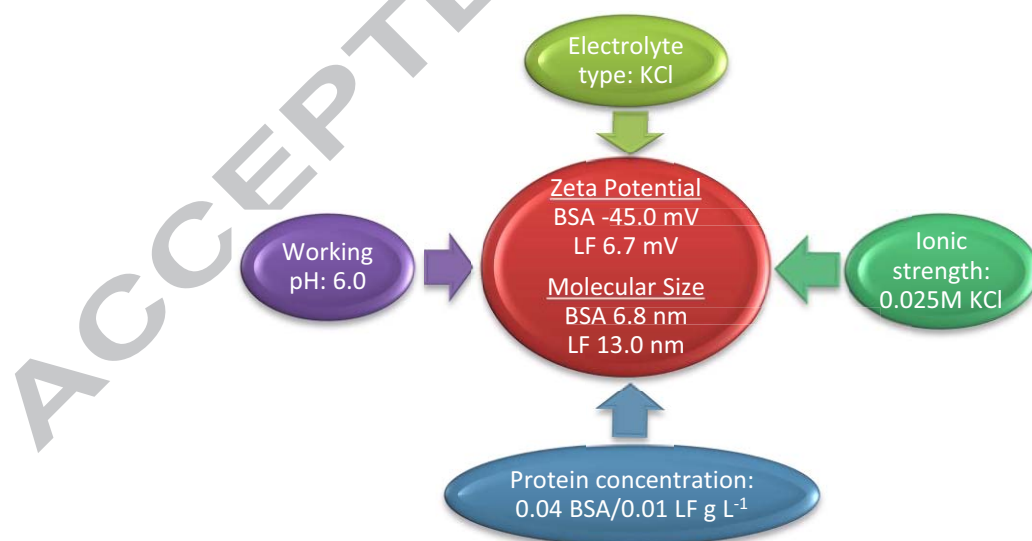 Electrolyte
type: KCl
Zeta Potential
BSA -45.0 mV
LF 6.7 mV
Molecular Size
BSA 6.8 nm
LF 13.0 nm
Working
pH: 6.0
Ionic
strength:
0.025M KCl
Protein concentration:
0.04 BSA/0.01 LF g L⁻¹